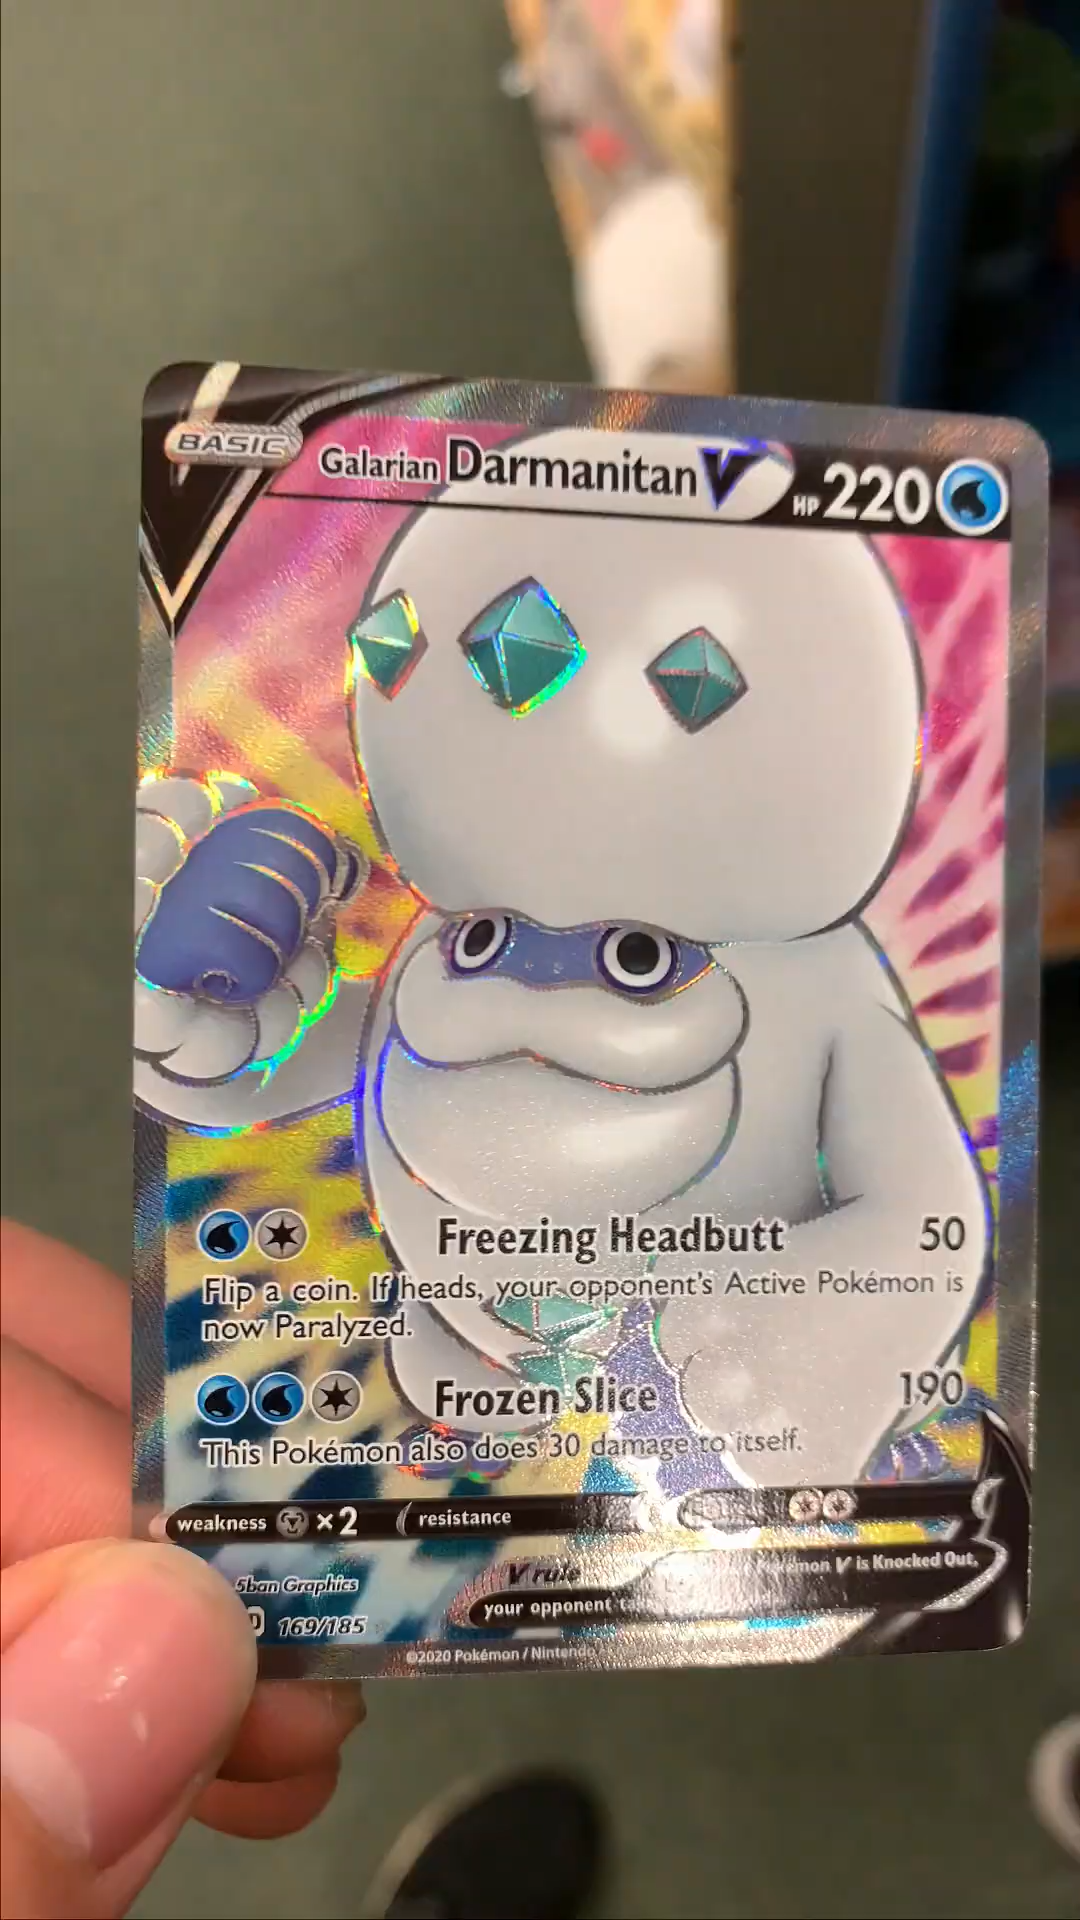 BASIC
Galarian Darmanitan V HP 220
Freezing Headbutt 50
Flip a coin. If heads, your opponent's Active Pokémon is
now Paralyzed.
Frozen Slice 190
This Pokémon also does 30 damage to itself.
weakness ×2 resistance
5ban Graphics
V rule
Pokémon V is Knocked Out,
your opponent
169/185
©2020 Pokémon / Nintendo